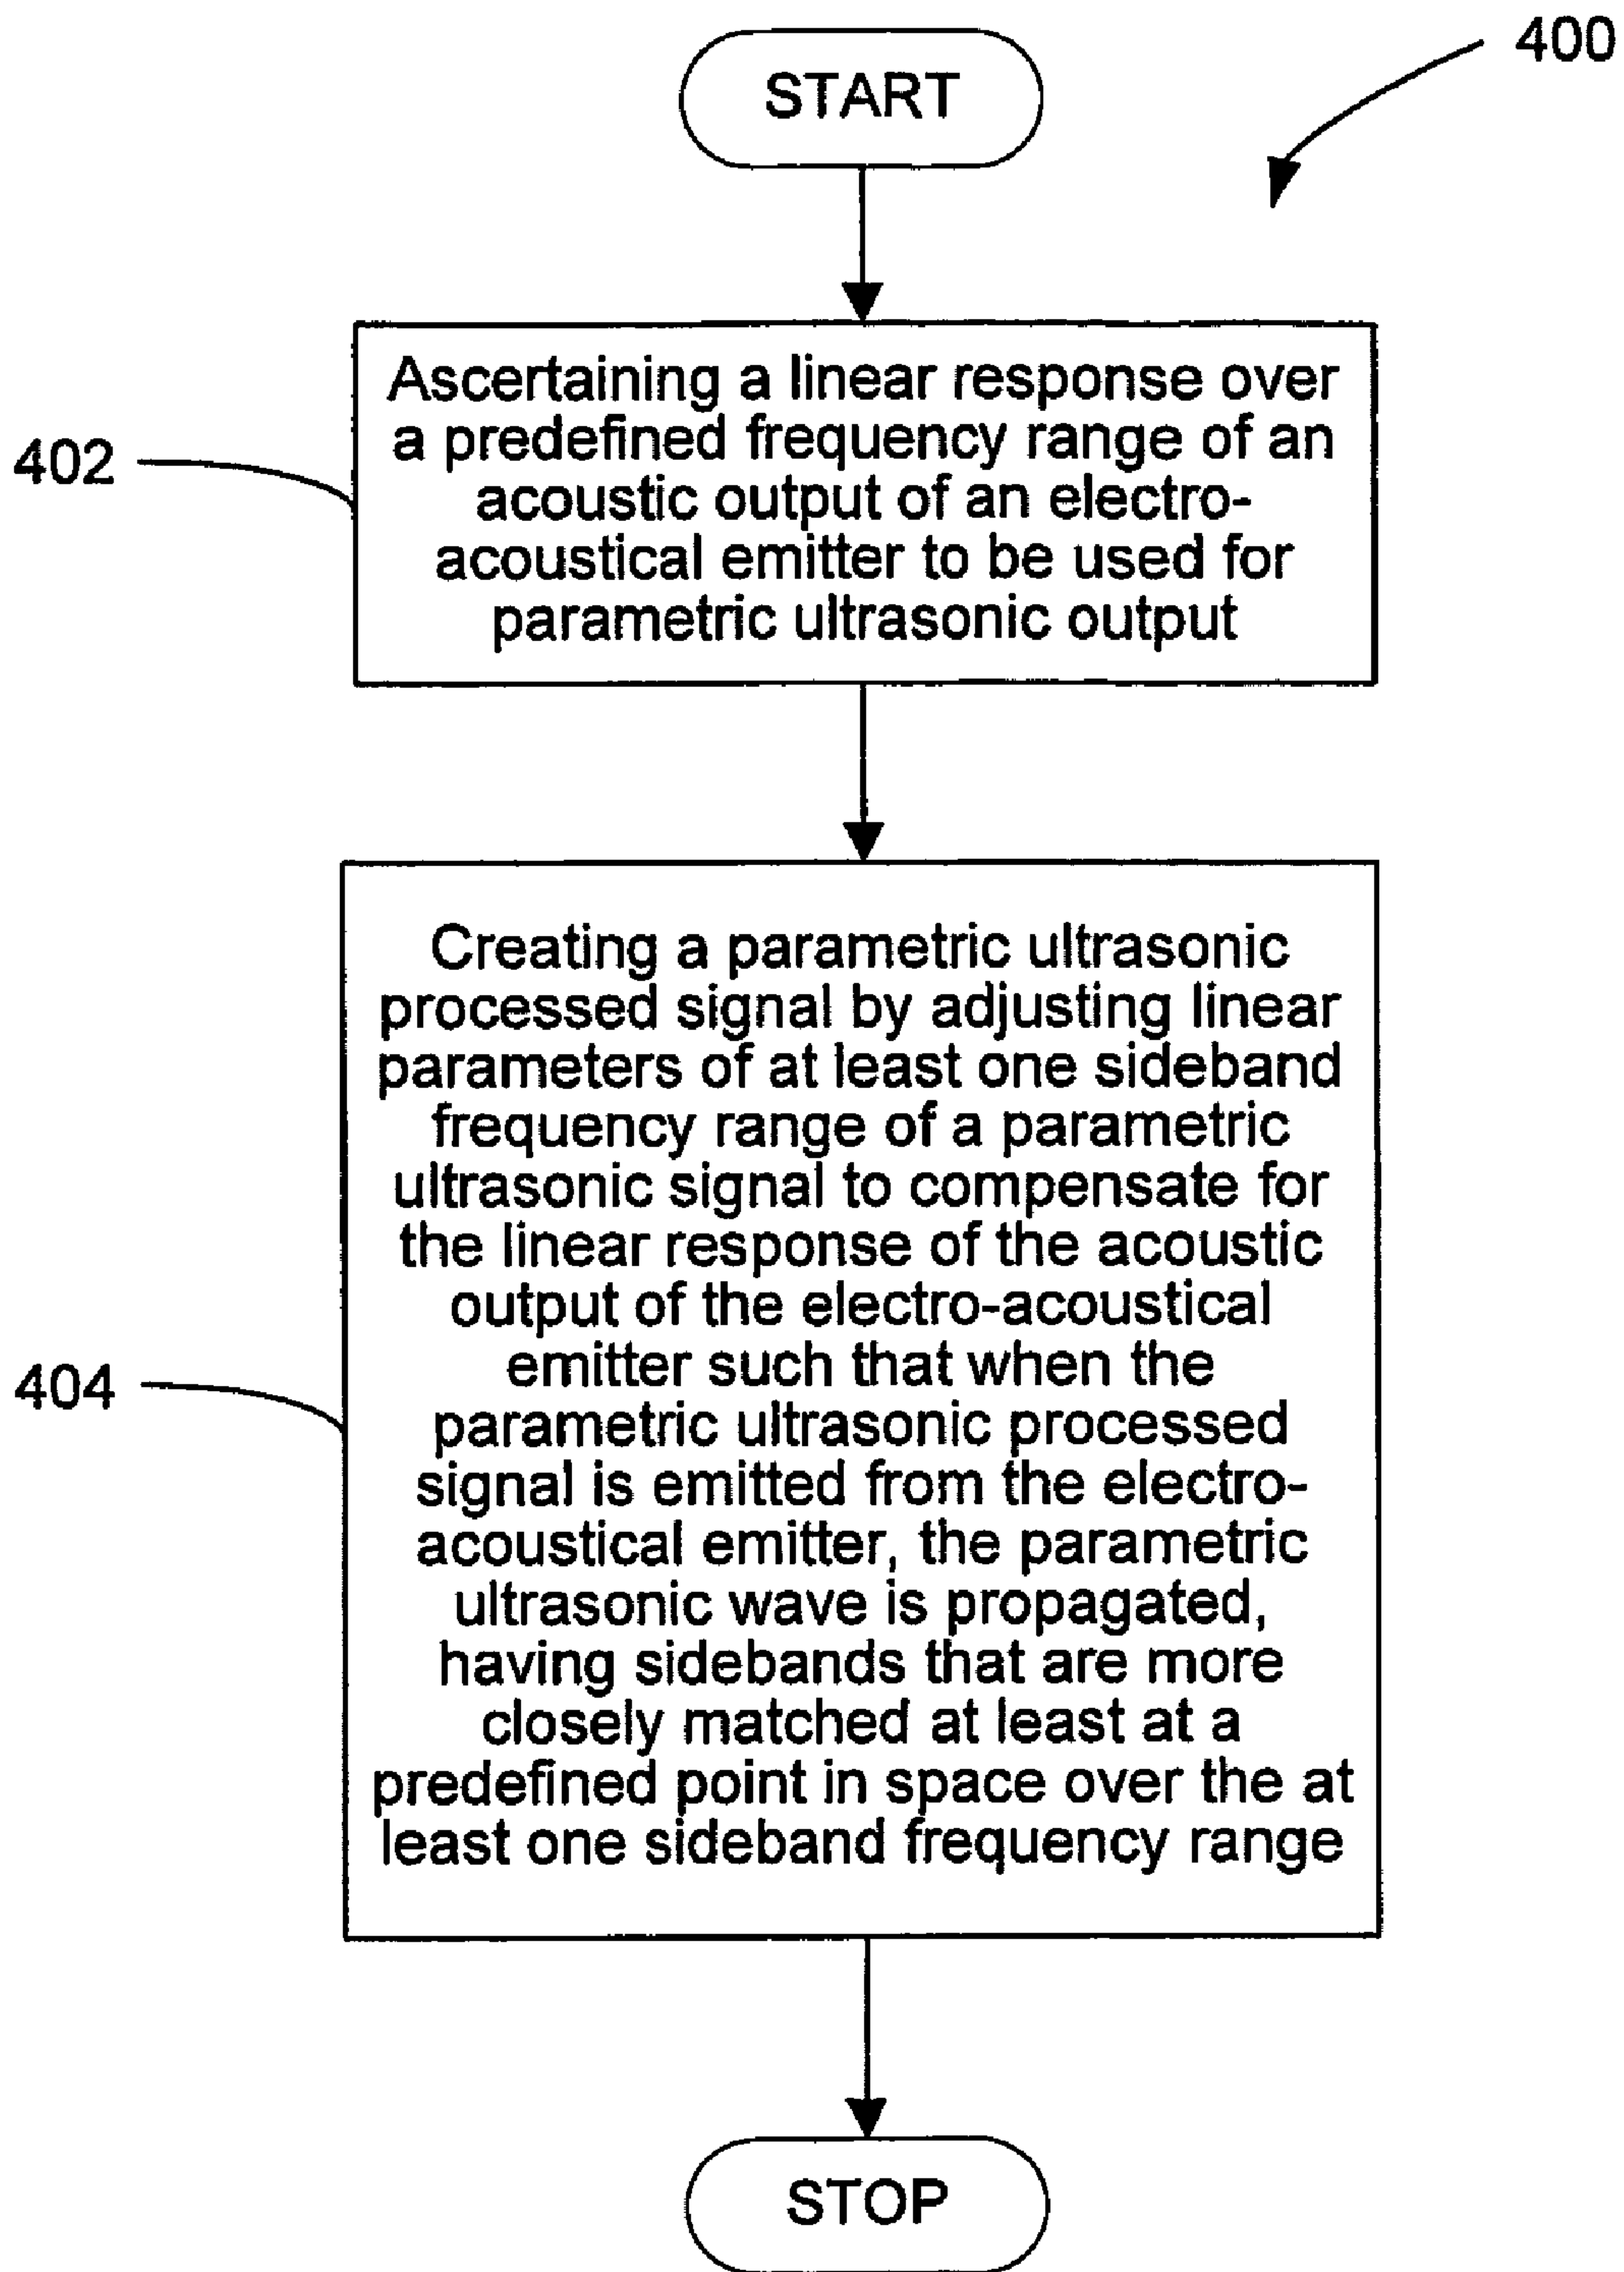 400
START
402
Ascertaining a linear response over
a predefined frequency range of an
acoustic output of an electro-
acoustical emitter to be used for
parametric ultrasonic output
404
Creating a parametric ultrasonic
processed signal by adjusting linear
parameters of at least one sideband
frequency range of a parametric
ultrasonic signal to compensate for
the linear response of the acoustic
output of the electro-acoustical
emitter such that when the
parametric ultrasonic processed
signal is emitted from the electro-
acoustical emitter, the parametric
ultrasonic wave is propagated,
having sidebands that are more
closely matched at least at a
predefined point in space over the at
least one sideband frequency range
STOP